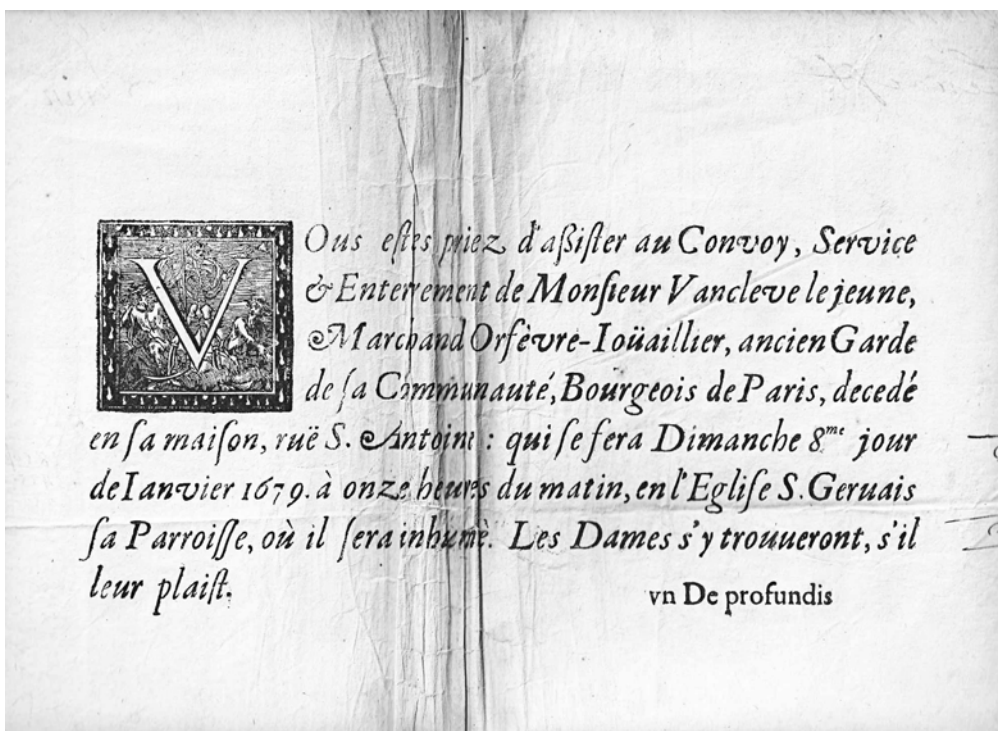 VOus estes priez d'assister au Convoy, Service
& Enterrement de Monsieur Vancleve le jeune,
Marchand Orfèvre-Ioüaillier, ancien Garde
de sa Communauté, Bourgeois de Paris, decedé
en sa maison, ruë S. Antoine : qui se fera Dimanche 8me jour
de Ianvier 1679. à onze heures du matin, en l'Eglise S. Geruais
sa Parroisse, où il sera inhumè. Les Dames s'y trouueront, s'il
leur plaist.
vn De profundis